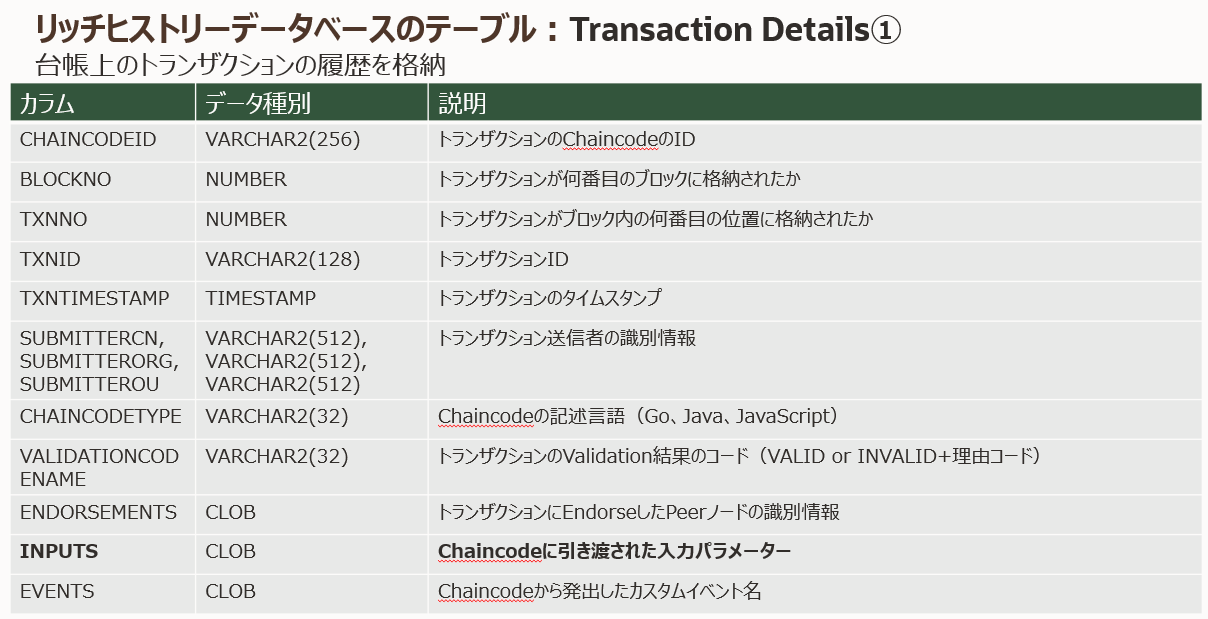 リッチヒストリーデータベースのテーブル：Transaction Details①
台帳上のトランザクションの履歴を格納
カラム データ種別 説明
CHAINCODEID VARCHAR2(256) トランザクションのChaincodeのID
BLOCKNO NUMBER トランザクションが何番目のブロックに格納されたか
TXNNO NUMBER トランザクションがブロック内の何番目の位置に格納されたか
TXNID VARCHAR2(128) トランザクションID
TXNTIMESTAMP TIMESTAMP トランザクションのタイムスタンプ
SUBMITTERCN, VARCHAR2(512), トランザクション送信者の識別情報
SUBMITTERORG, VARCHAR2(512),
SUBMITTEROU VARCHAR2(512)
CHAINCODETYPE VARCHAR2(32) Chaincodeの記述言語（Go、Java、JavaScript）
VALIDATIONCOD VARCHAR2(32) トランザクションのValidation結果のコード（VALID or INVALID+理由コード）
ENAME
ENDORSEMENTS CLOB トランザクションにEndorseしたPeerノードの識別情報
INPUTS CLOB Chaincodeに引き渡された入力パラメーター
EVENTS CLOB Chaincodeから発出したカスタムイベント名